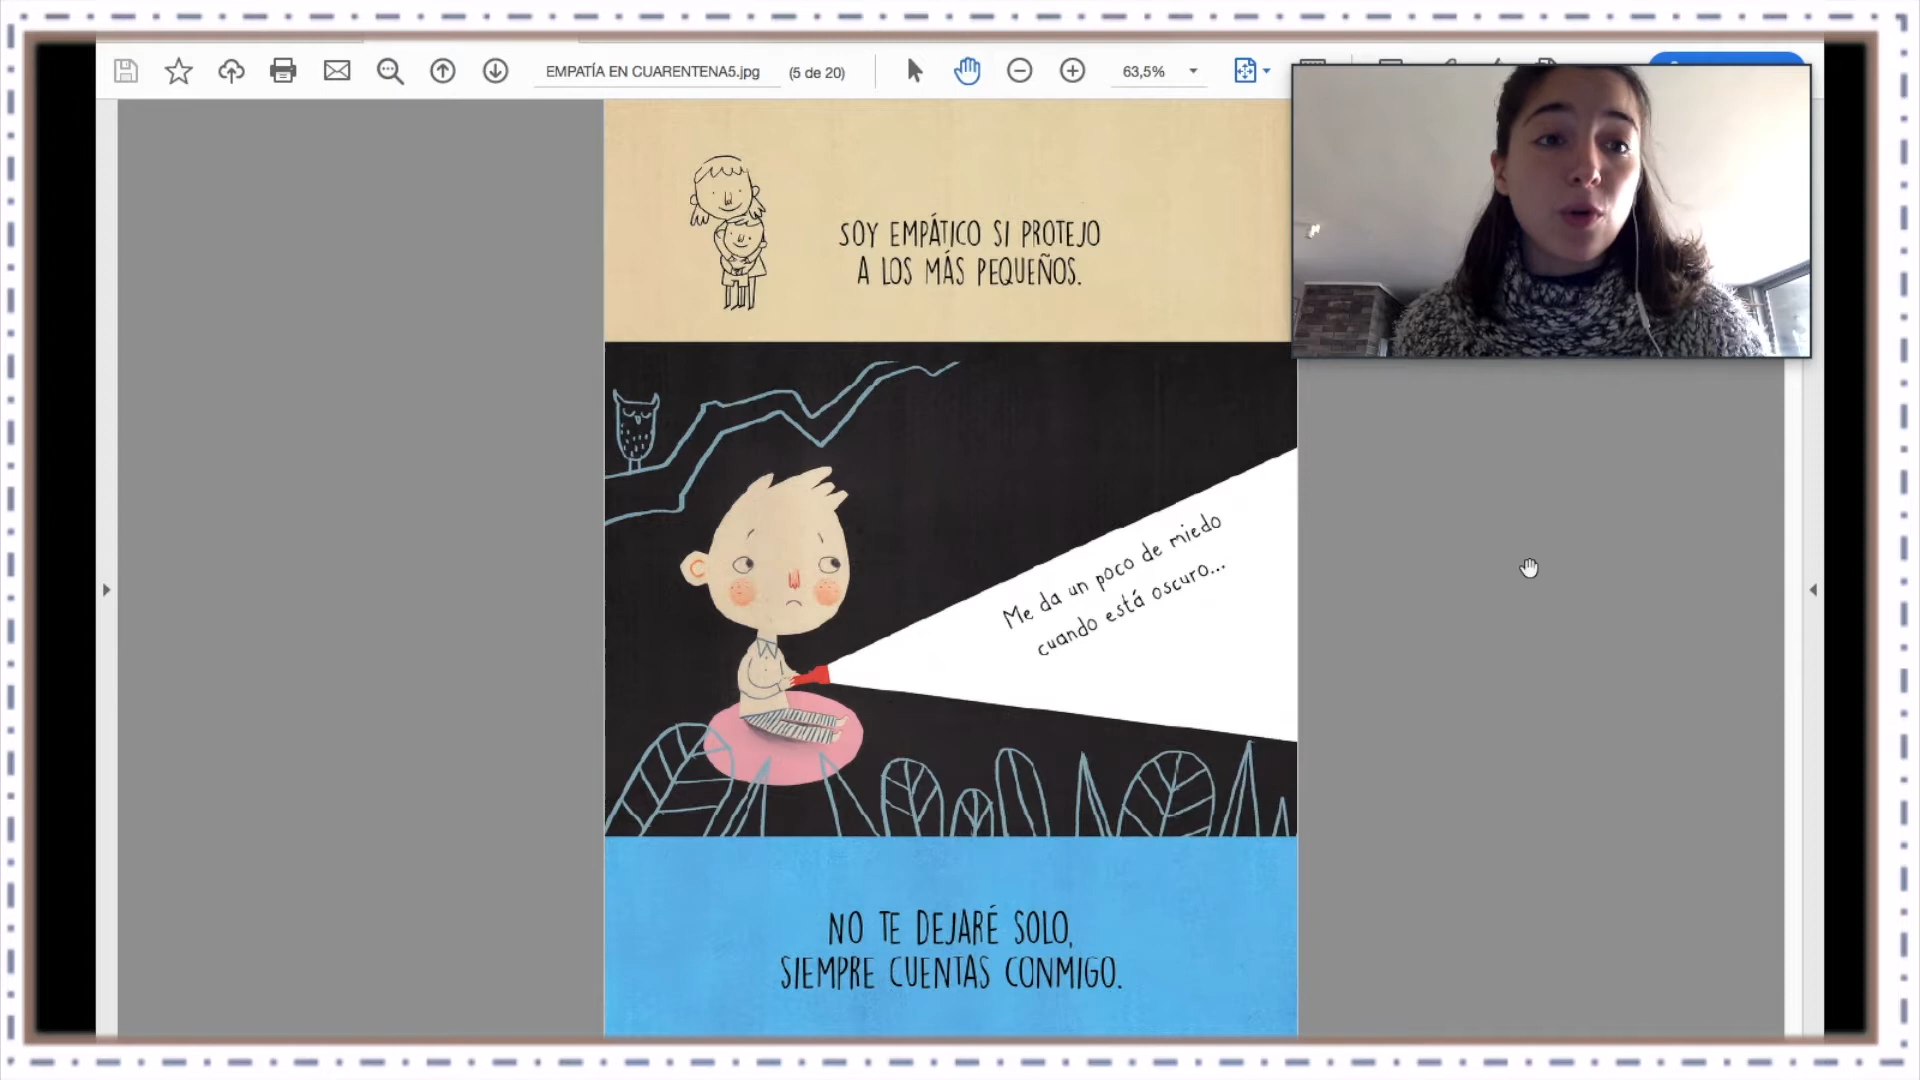 EMPATÍA EN CUARENTENA5.jpg (5 de 20) 63,5%
SOY EMPÁTICO SI PROTEJO
A LOS MÁS PEQUEÑOS.
Me da un poco de miedo
cuando está oscuro...
NO TE DEJARÉ SOLO,
SIEMPRE CUENTAS CONMIGO.